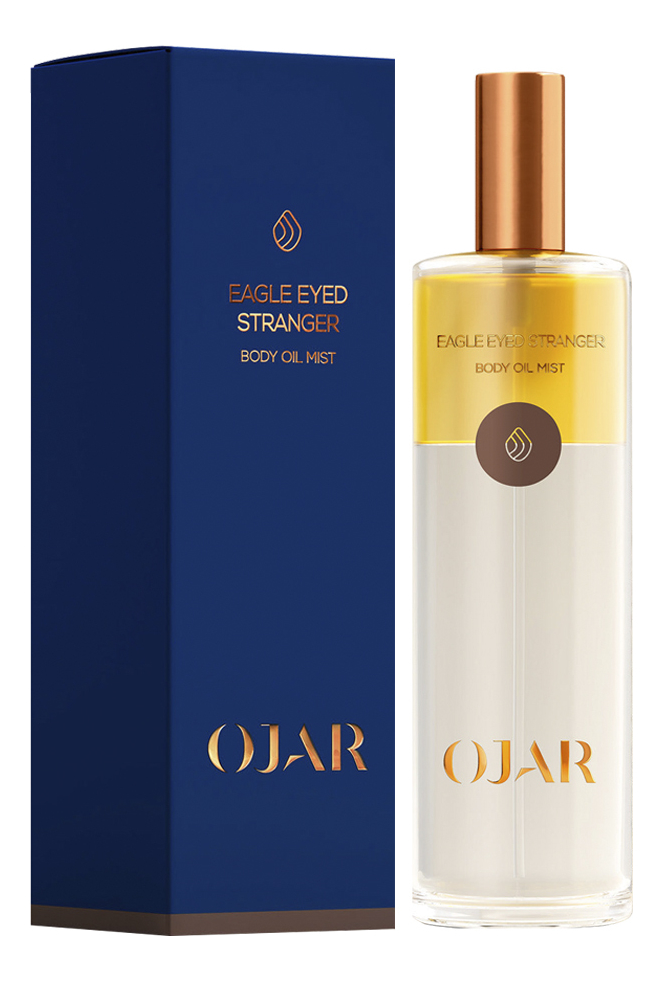 EAGLE EYED
STRANGER
BODY OIL MIST
OJAR
EAGLE EYED STRANGER
BODY OIL MIST
OJAR